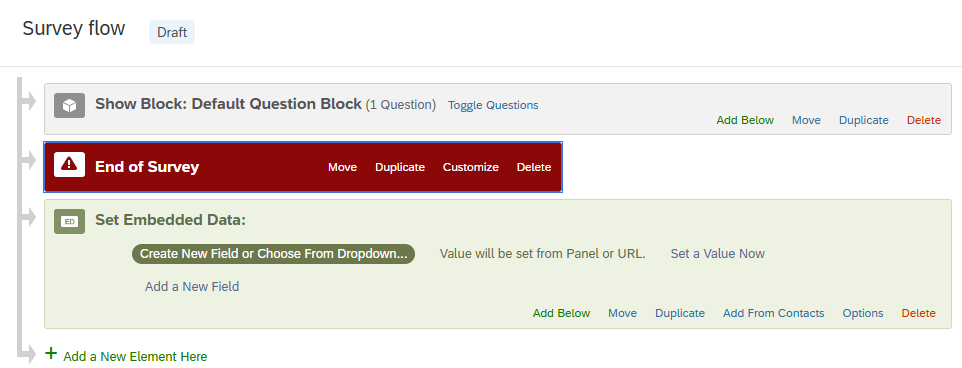 Survey flow Draft
Show Block: Default Question Block (1 Question) Toggle Questions
Add Below Move Duplicate Delete
End of Survey Move Duplicate Customize Delete
ED Set Embedded Data:
Create New Field or Choose From Dropdown... Value will be set from Panel or URL. Set a Value Now
Add a New Field
Add Below Move Duplicate Add From Contacts Options Delete
+ Add a New Element Here